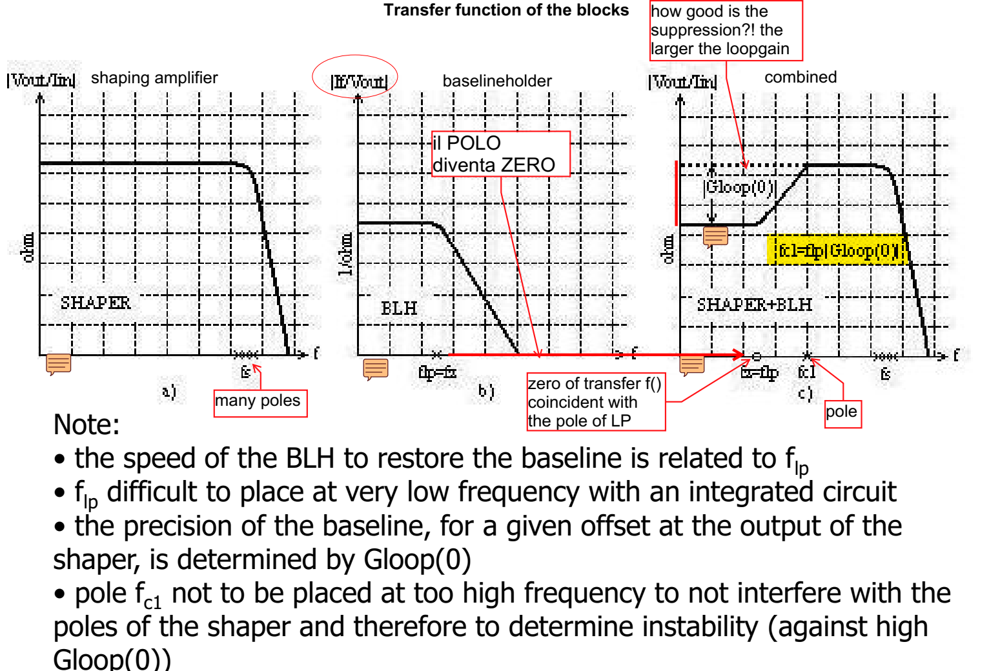 Transfer function of the blocks
how good is the
suppression?! the
larger the loopgain
|Vout/Iin|
shaping amplifier
|If/Vout|
baselineholder
|Vout/Iin|
combined
il POLO
diventa ZERO
|Gloop(0)|
ohm
1/ohm
ohm
fc1=flp|Gloop(0)|
SHAPER
BLH
SHAPER+BLH
f
f
f
fs
flp=fz
fz=flp
fc1
fs
a)
b)
c)
many poles
zero of transfer f()
coincident with
the pole of LP
pole
Note:
• the speed of the BLH to restore the baseline is related to flp
• flp difficult to place at very low frequency with an integrated circuit
• the precision of the baseline, for a given offset at the output of the
shaper, is determined by Gloop(0)
• pole fc1 not to be placed at too high frequency to not interfere with the
poles of the shaper and therefore to determine instability (against high
Gloop(0))